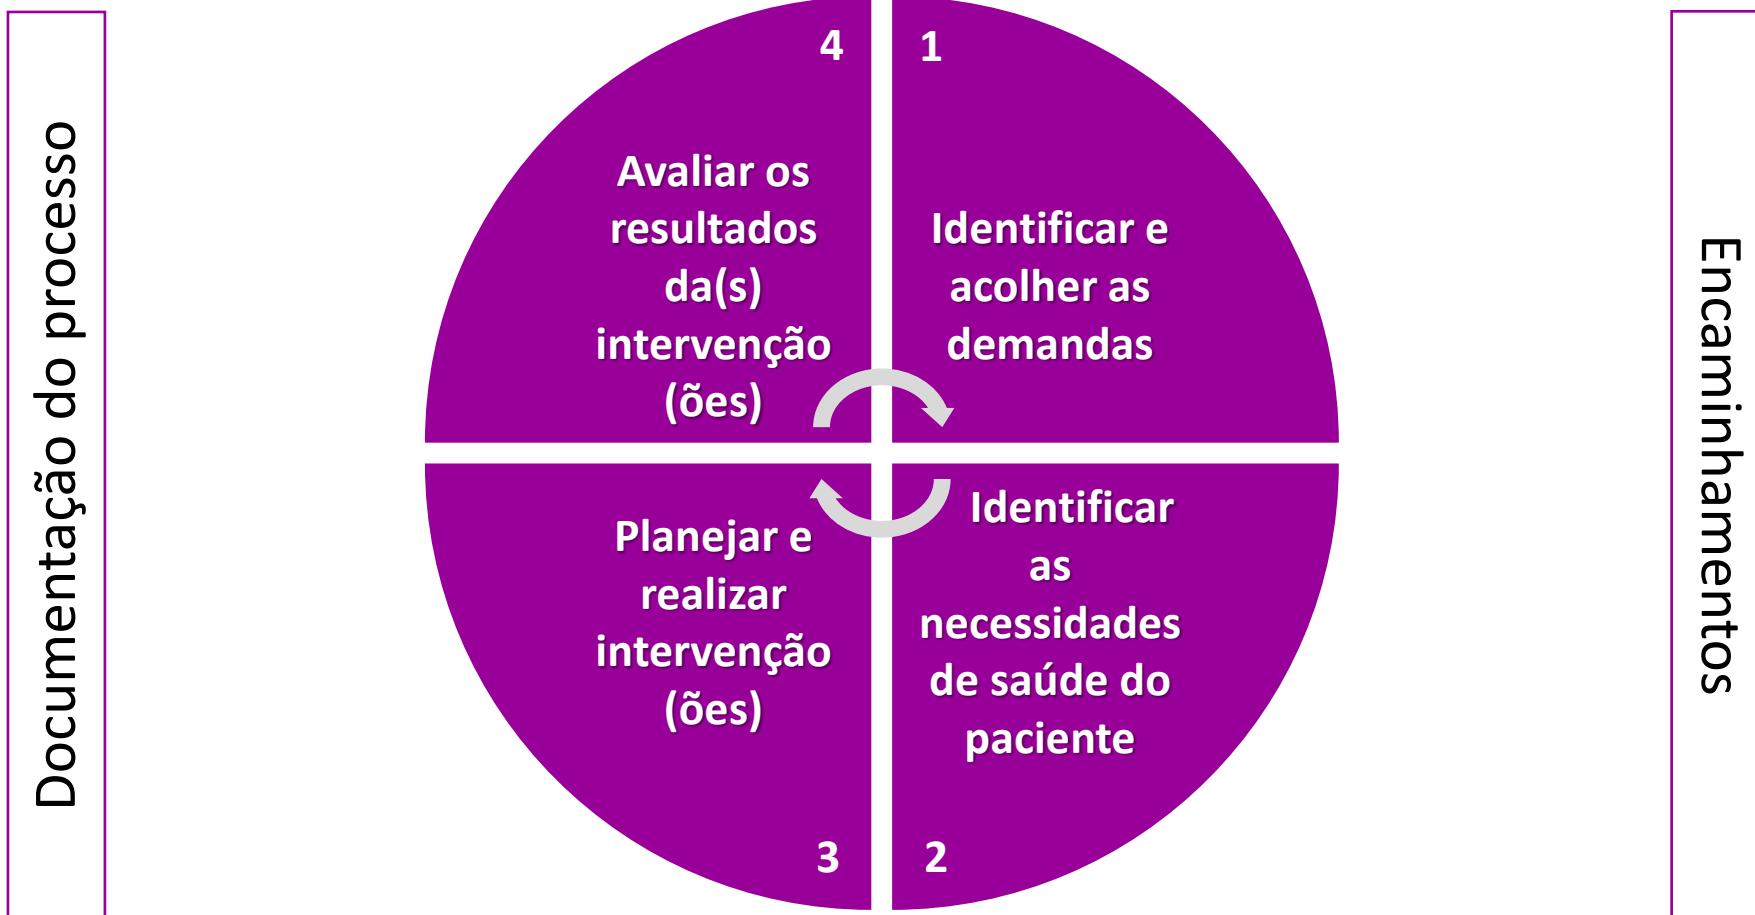 Documentação do processo
4
Avaliar os
resultados
da(s)
intervenção
(ões)
1
Identificar e
acolher as
demandas
Identificar
as
necessidades
de saúde do
paciente
2
Planejar e
realizar
intervenção
(ões)
3
Encaminhamentos